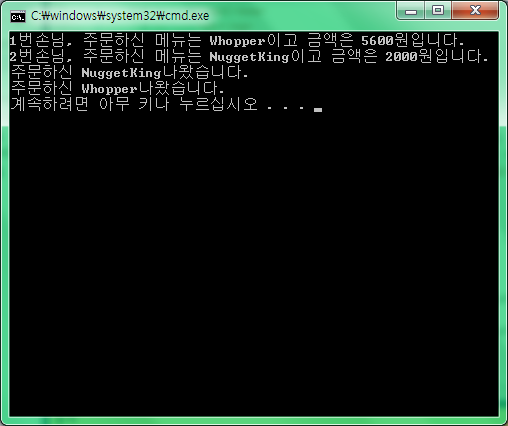 C:₩windows₩system32₩cmd.exe
1번손님, 주문하신 메뉴는 Whopper이고 금액은 5600원입니다.
2번손님, 주문하신 메뉴는 NuggetKing이고 금액은 2000원입니다.
주문하신 NuggetKing나왔습니다.
주문하신 Whopper나왔습니다.
계속하려면 아무 키나 누르십시오 . . .